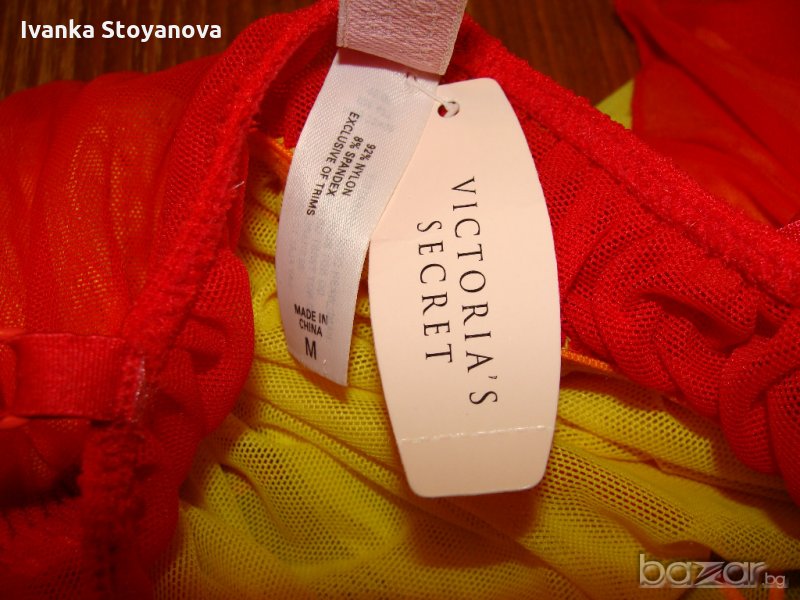 Ivanka Stoyanova
92% NYLON
8% SPANDEX
EXCLUSIVE OF TRIMS
MADE IN
CHINA
M
VICTORIA'S
SECRET
bazar.bg